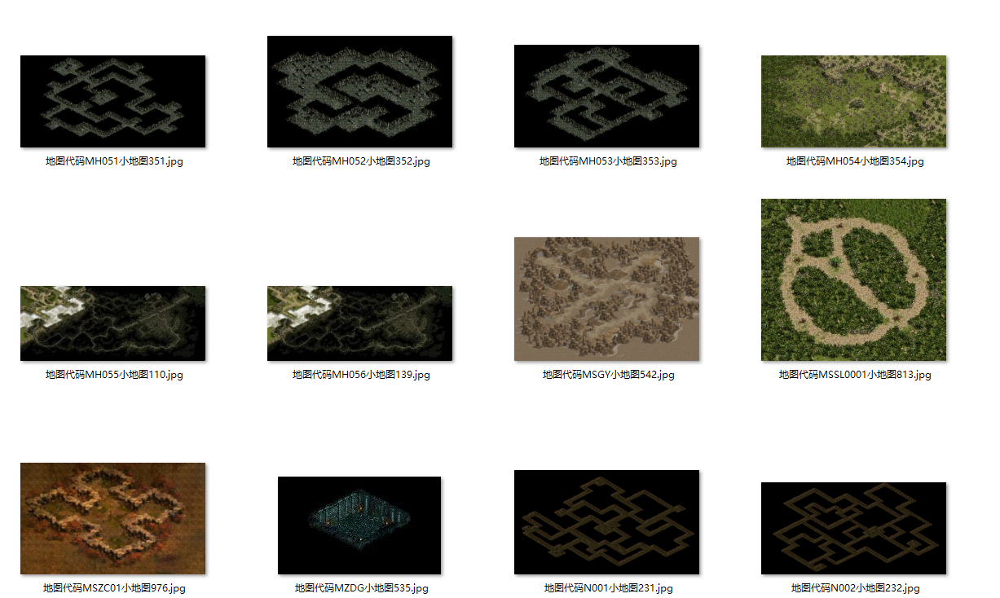 地图代码MH051小地图351.jpg
地图代码MH052小地图352.jpg
地图代码MH053小地图353.jpg
地图代码MH054小地图354.jpg
地图代码MH055小地图110.jpg
地图代码MH056小地图139.jpg
地图代码MSGY小地图542.jpg
地图代码MSSL0001小地图813.jpg
地图代码MSZC01小地图976.jpg
地图代码MZDG小地图535.jpg
地图代码N001小地图231.jpg
地图代码N002小地图232.jpg